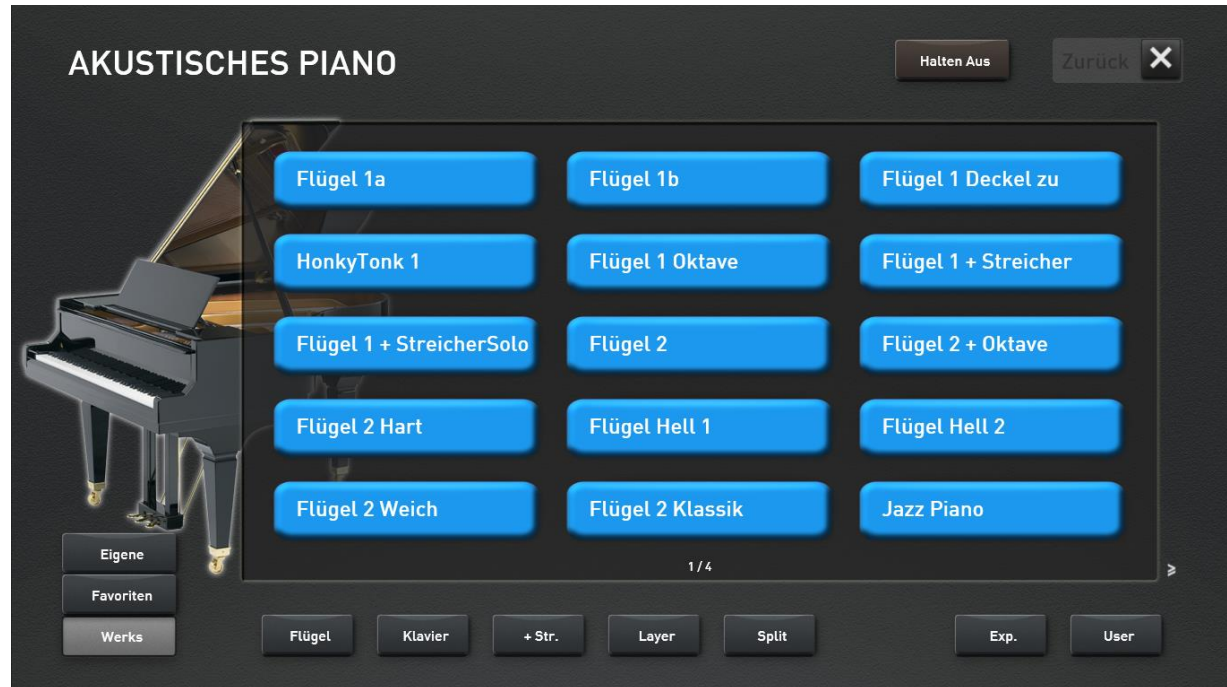 AKUSTISCHES PIANO
Halten Aus
Zurück
Flügel 1a
Flügel 1b
Flügel 1 Deckel zu
HonkyTonk 1
Flügel 1 Oktave
Flügel 1 + Streicher
Flügel 1 + StreicherSolo
Flügel 2
Flügel 2 + Oktave
Flügel 2 Hart
Flügel Hell 1
Flügel Hell 2
Flügel 2 Weich
Flügel 2 Klassik
Jazz Piano
1 / 4
Eigene
Favoriten
Werks
Flügel
Klavier
+ Str.
Layer
Split
Exp.
User